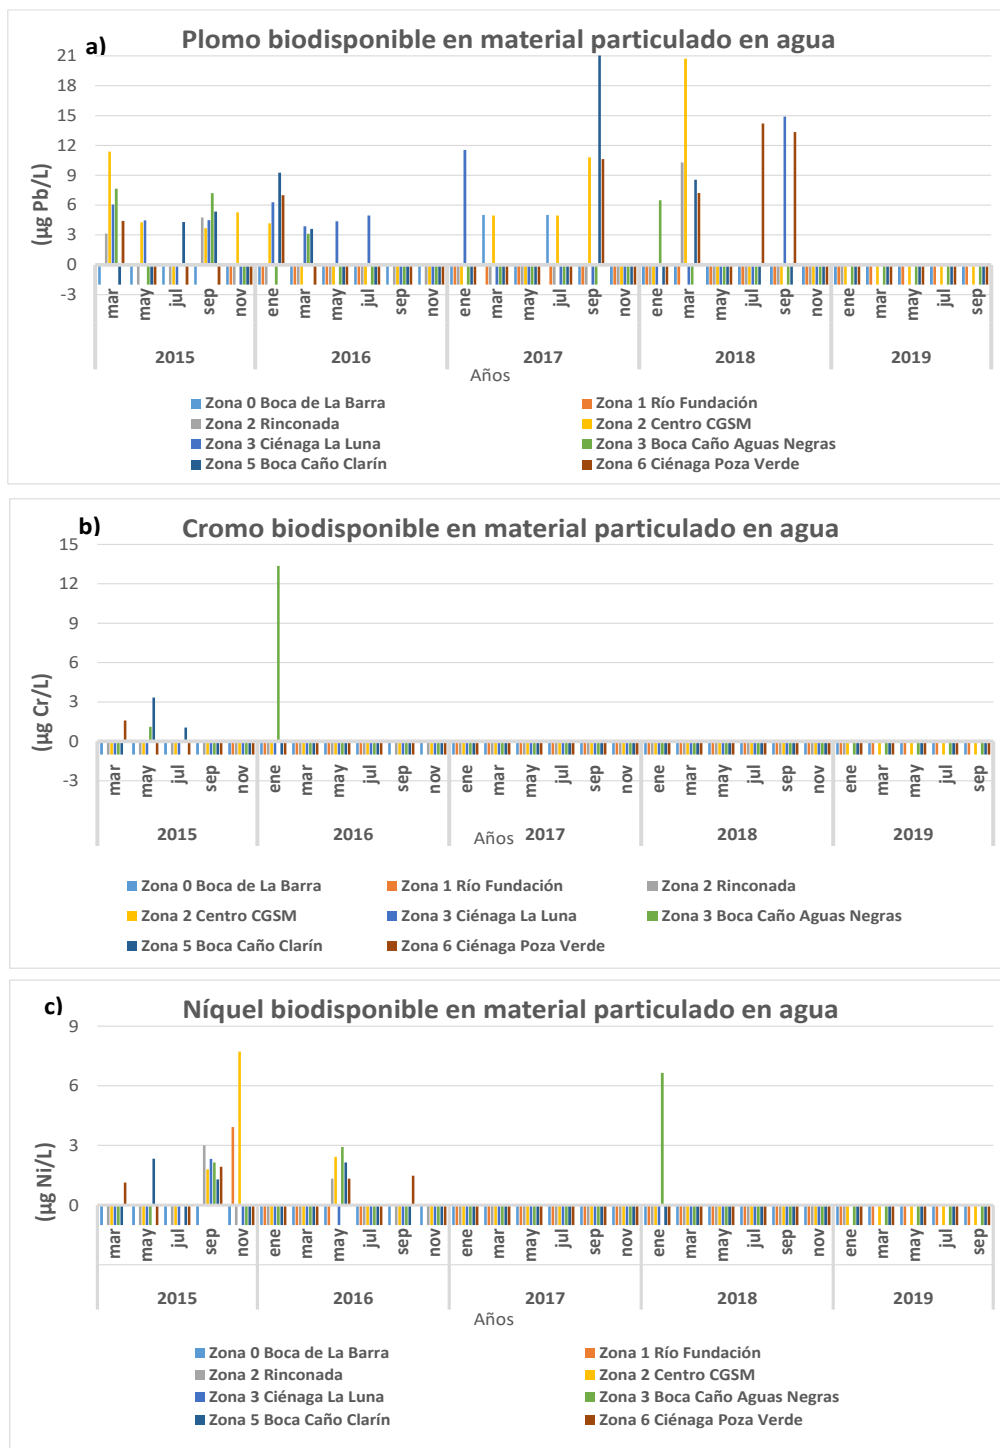 a)
Plomo biodisponible en material particulado en agua
(µg Pb/L)
21
18
15
12
9
6
3
0
-3
mar may jul sep nov ene mar may jul sep nov ene mar may jul sep nov ene mar may jul sep nov ene mar may jul sep
2015 2016 2017 2018 2019
Años
Zona 0 Boca de La Barra Zona 1 Río Fundación
Zona 2 Rinconada Zona 2 Centro CGSM
Zona 3 Ciénaga La Luna Zona 3 Boca Caño Aguas Negras
Zona 5 Boca Caño Clarín Zona 6 Ciénaga Poza Verde
b)
Cromo biodisponible en material particulado en agua
(µg Cr/L)
15
12
9
6
3
0
-3
mar may jul sep nov ene mar may jul sep nov ene mar may jul sep nov ene mar may jul sep nov ene mar may jul sep
2015 2016 2017 2018 2019
Años
Zona 0 Boca de La Barra Zona 1 Río Fundación Zona 2 Rinconada
Zona 2 Centro CGSM Zona 3 Ciénaga La Luna Zona 3 Boca Caño Aguas Negras
Zona 5 Boca Caño Clarín Zona 6 Ciénaga Poza Verde
c)
Níquel biodisponible en material particulado en agua
(µg Ni/L)
9
6
3
0
mar may jul sep nov ene mar may jul sep nov ene mar may jul sep nov ene mar may jul sep nov ene mar may jul sep
2015 2016 2017 2018 2019
Años
Zona 0 Boca de La Barra Zona 1 Río Fundación
Zona 2 Rinconada Zona 2 Centro CGSM
Zona 3 Ciénaga La Luna Zona 3 Boca Caño Aguas Negras
Zona 5 Boca Caño Clarín Zona 6 Ciénaga Poza Verde